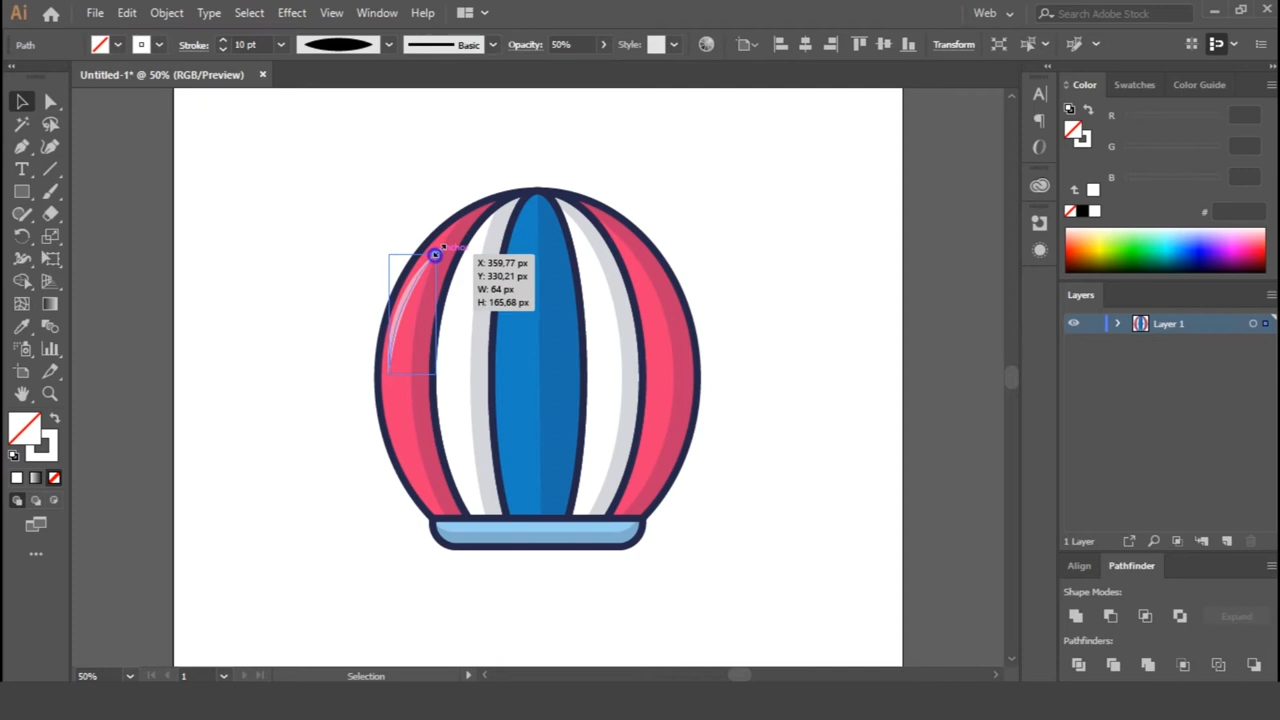 Ai File Edit Object Type Select Effect View Window Help Web Search Adobe Stock
Path Stroke: 10 pt Basic Opacity: 50% Style: Transform
Untitled-1* @ 50% (RGB/Preview)
Color Swatches Color Guide
R
G
B
#
X: 359,77 px
Y: 330,21 px
W: 64 px
H: 165,68 px
Layers
Layer 1
1 Layer
Align Pathfinder
Shape Modes:
Expand
Pathfinders:
50% 1 Selection